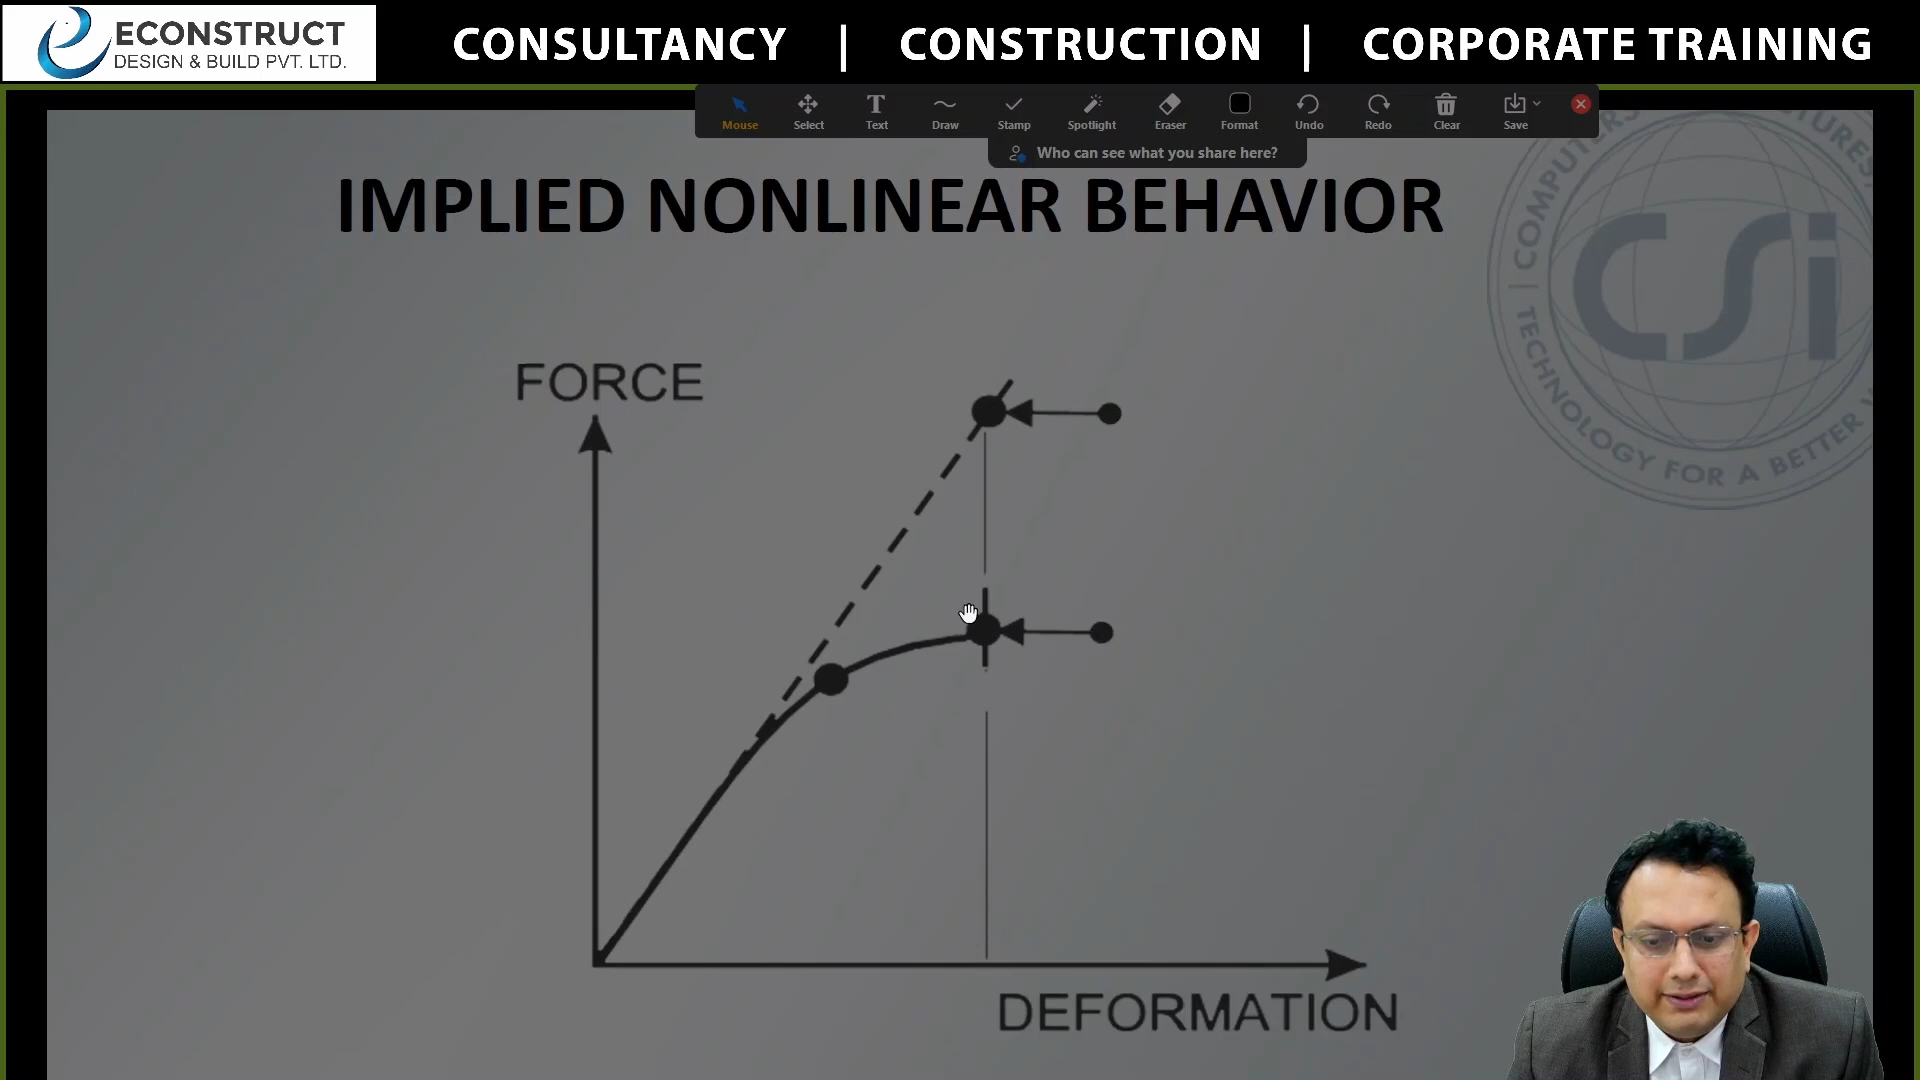 ECONSTRUCT
DESIGN & BUILD PVT. LTD.
CONSULTANCY | CONSTRUCTION | CORPORATE TRAINING
Mouse Select Text Draw Stamp Spotlight Eraser Format Undo Redo Clear Save
Who can see what you share here?
IMPLIED NONLINEAR BEHAVIOR
CSi
TECHNOLOGY FOR A BETTER
FORCE
DEFORMATION